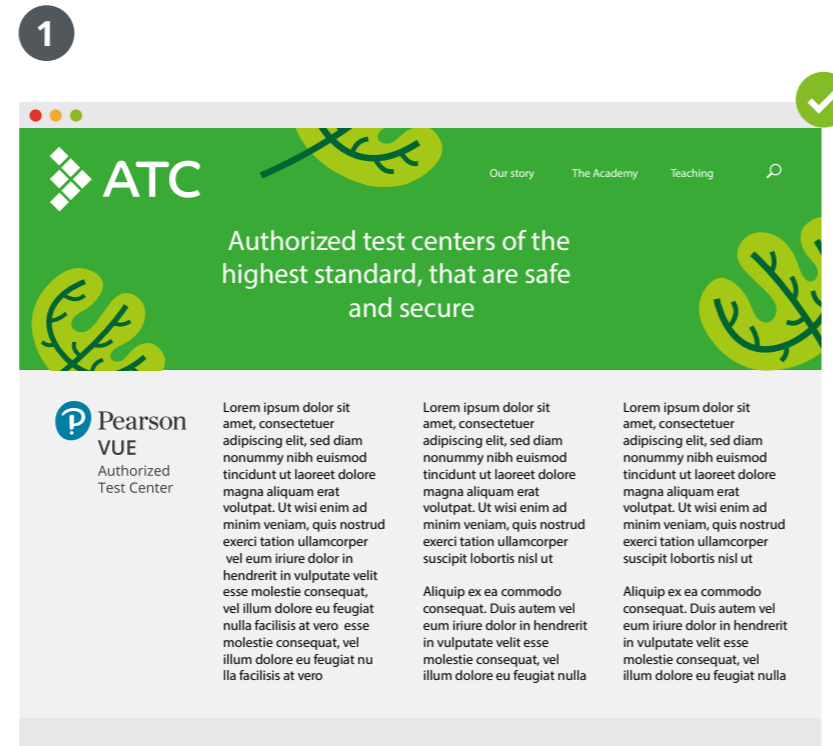 1
ATC
Our story
The Academy
Teaching
Authorized test centers of the
highest standard, that are safe
and secure
Pearson
VUE
Authorized
Test Center
Lorem ipsum dolor sit
amet, consectetuer
adipiscing elit, sed diam
nonummy nibh euismod
tincidunt ut laoreet dolore
magna aliquam erat
volutpat. Ut wisi enim ad
minim veniam, quis nostrud
exerci tation ullamcorper
vel eum iriure dolor in
hendrerit in vulputate velit
esse molestie consequat,
vel illum dolore eu feugiat
nulla facilisis at vero esse
molestie consequat, vel
illum dolore eu feugiat nu
lla facilisis at vero
Lorem ipsum dolor sit
amet, consectetuer
adipiscing elit, sed diam
nonummy nibh euismod
tincidunt ut laoreet dolore
magna aliquam erat
volutpat. Ut wisi enim ad
minim veniam, quis nostrud
exerci tation ullamcorper
suscipit lobortis nisl ut
Aliquip ex ea commodo
consequat. Duis autem vel
eum iriure dolor in hendrerit
in vulputate velit esse
molestie consequat, vel
illum dolore eu feugiat nulla
Lorem ipsum dolor sit
amet, consectetuer
adipiscing elit, sed diam
nonummy nibh euismod
tincidunt ut laoreet dolore
magna aliquam erat
volutpat. Ut wisi enim ad
minim veniam, quis nostrud
exerci tation ullamcorper
suscipit lobortis nisl ut
Aliquip ex ea commodo
consequat. Duis autem vel
eum iriure dolor in hendrerit
in vulputate velit esse
molestie consequat, vel
illum dolore eu feugiat nulla